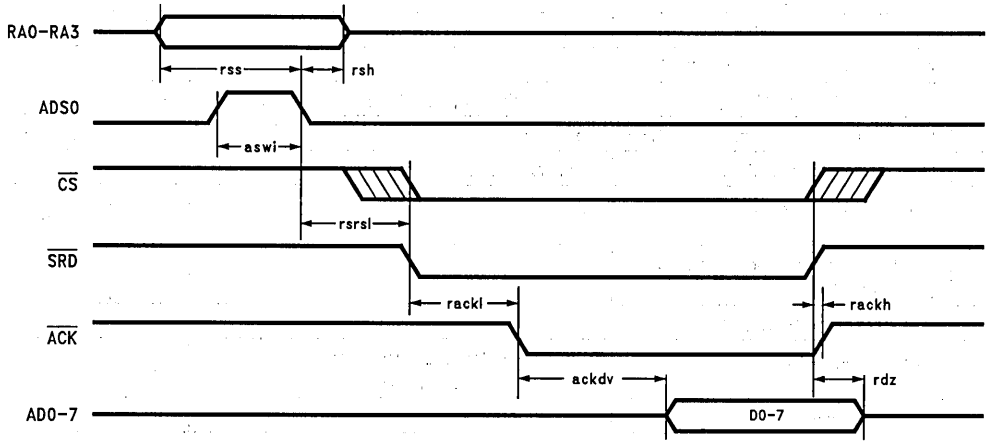 RA0-RA3
rss
rsh
ADS0
aswi
CS
rsrsl
SRD
rackl
rackh
ACK
ackdv
rdz
AD0-7
D0-7